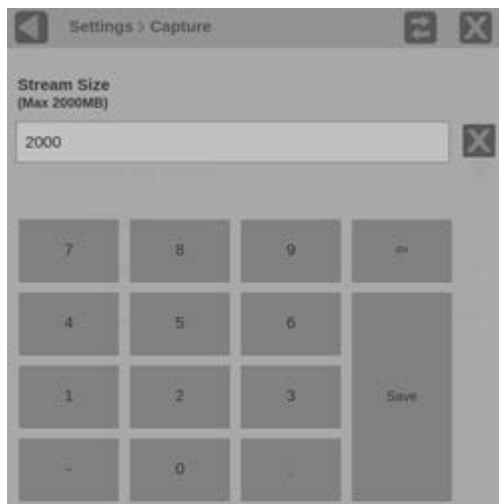 Settings > Capture
Stream Size
(Max 2000MB)
2000
7 8 9
4 5 6
1 2 3 Save
- 0 .